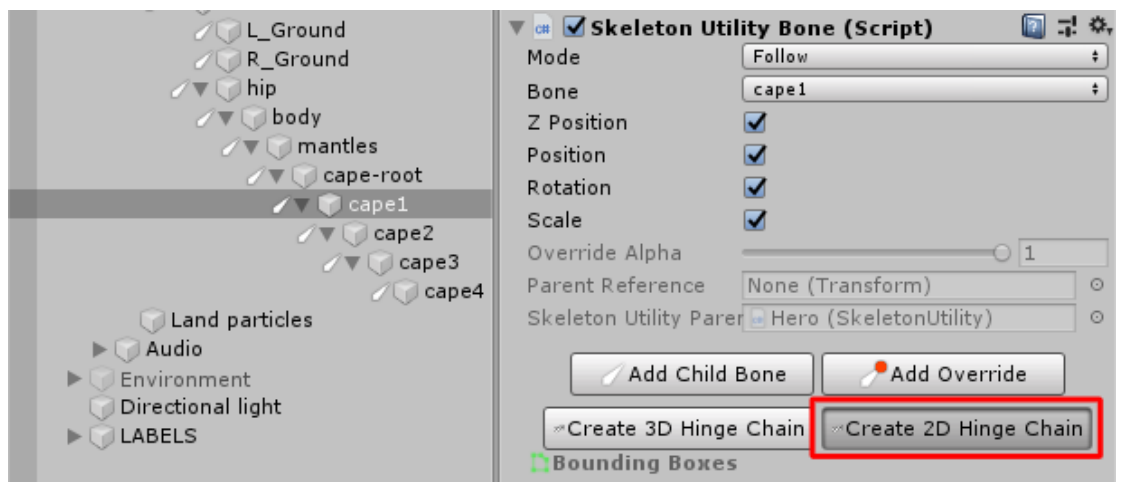 L_Ground
R_Ground
hip
body
mantles
cape-root
cape1
cape2
cape3
cape4
Land particles
Audio
Environment
Directional light
LABELS
c# Skeleton Utility Bone (Script)
Mode Follow
Bone cape1
Z Position
Position
Rotation
Scale
Override Alpha 1
Parent Reference None (Transform)
Skeleton Utility Parer Hero (SkeletonUtility)
Add Child Bone Add Override
Create 3D Hinge Chain Create 2D Hinge Chain
Bounding Boxes